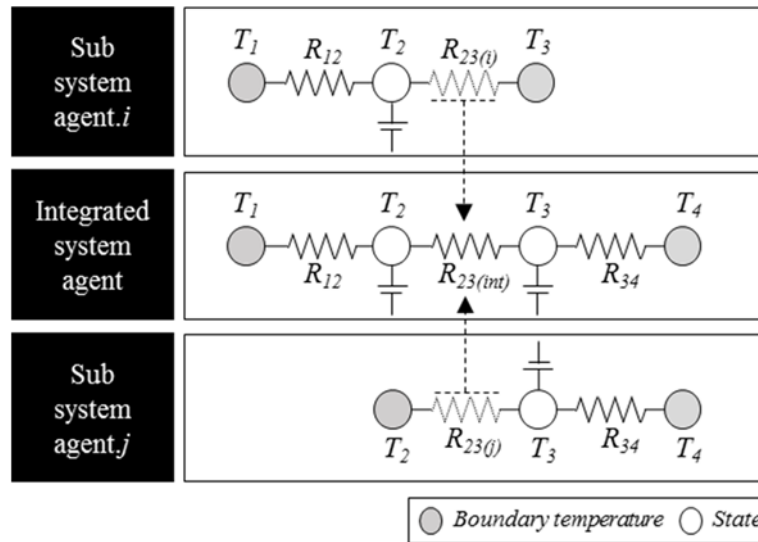 Sub
system
agent.i
T1 R12 T2 R23(i) T3
Integrated
system
agent
T1 T2 T3 T4
R12 R23(int) R34
Sub
system
agent.j
T2 R23(j) T3 R34 T4
Boundary temperature State